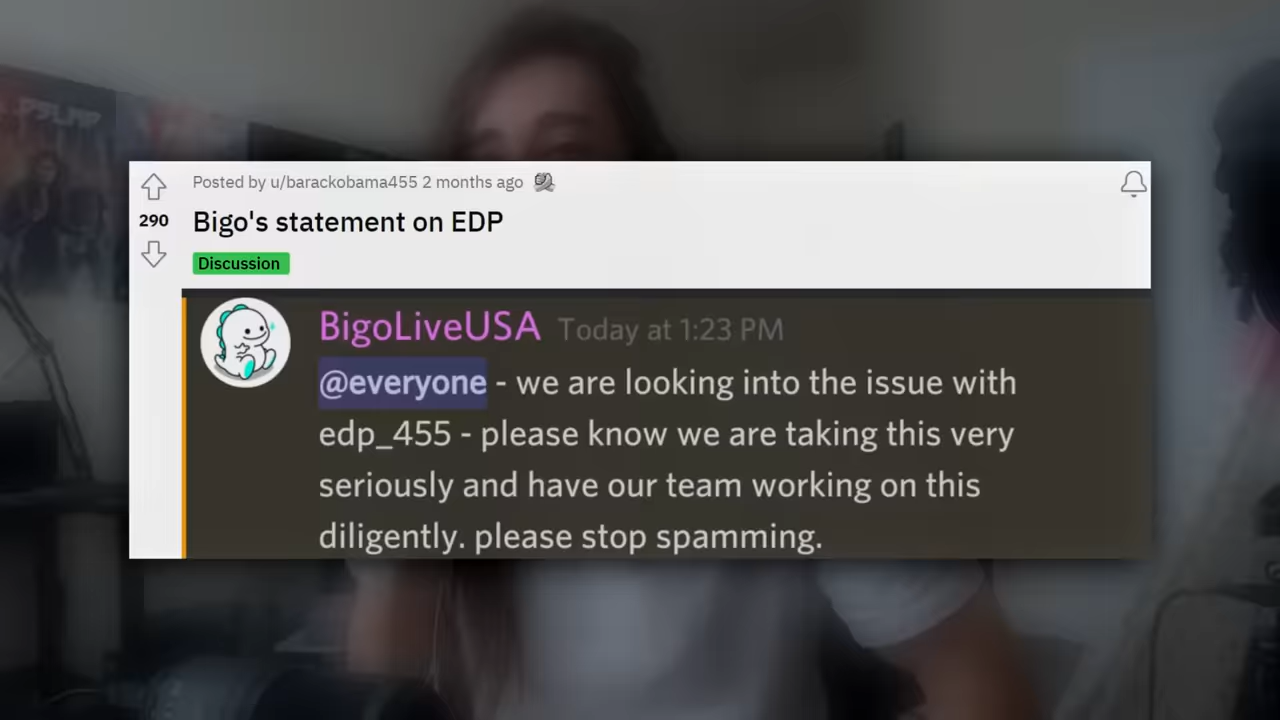 Posted by u/barackobama455 2 months ago
290
Bigo's statement on EDP
Discussion
BigoLiveUSA Today at 1:23 PM
@everyone - we are looking into the issue with
edp_455 - please know we are taking this very
seriously and have our team working on this
diligently. please stop spamming.